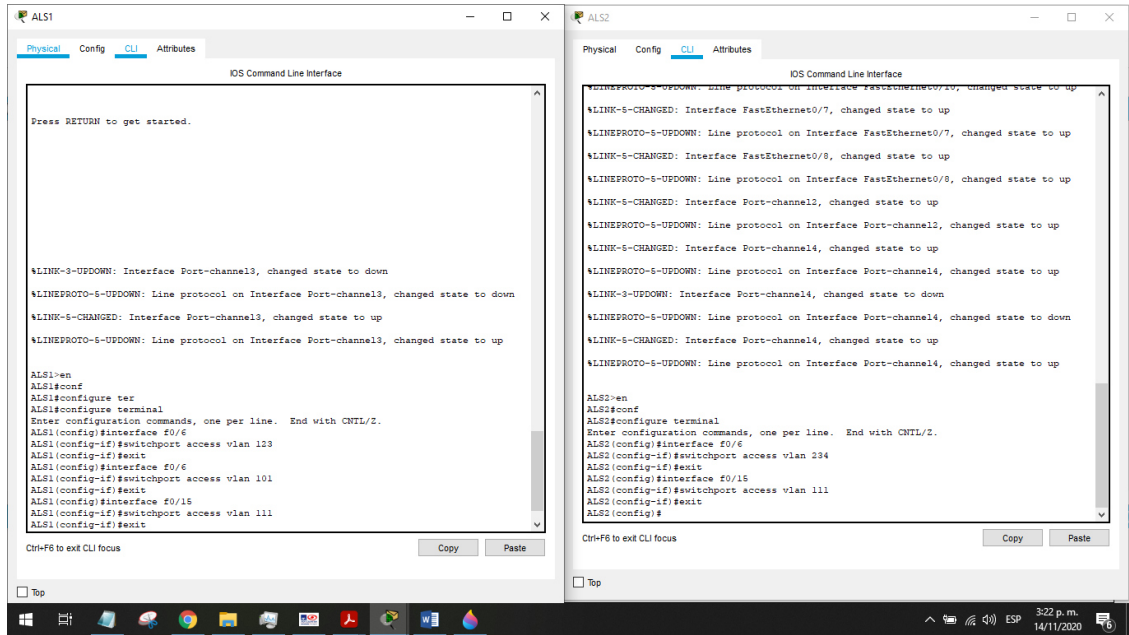 ALS1
Physical Config CLI Attributes
IOS Command Line Interface
Press RETURN to get started.
%LINK-3-UPDOWN: Interface Port-channel3, changed state to down
%LINEPROTO-5-UPDOWN: Line protocol on Interface Port-channel3, changed state to down
%LINK-5-CHANGED: Interface Port-channel3, changed state to up
%LINEPROTO-5-UPDOWN: Line protocol on Interface Port-channel3, changed state to up
ALS1>en
ALS1#conf
ALS1#configure ter
ALS1#configure terminal
Enter configuration commands, one per line. End with CNTL/Z.
ALS1(config)#interface f0/6
ALS1(config-if)#switchport access vlan 123
ALS1(config-if)#exit
ALS1(config)#interface f0/6
ALS1(config-if)#switchport access vlan 101
ALS1(config-if)#exit
ALS1(config)#interface f0/15
ALS1(config-if)#switchport access vlan 111
ALS1(config-if)#exit
Ctrl+F6 to exit CLI focus
Copy Paste
Top
ALS2
Physical Config CLI Attributes
IOS Command Line Interface
%LINEPROTO-5-UPDOWN: Line protocol on Interface FastEthernet0/10, changed state to up
%LINK-5-CHANGED: Interface FastEthernet0/7, changed state to up
%LINEPROTO-5-UPDOWN: Line protocol on Interface FastEthernet0/7, changed state to up
%LINK-5-CHANGED: Interface FastEthernet0/8, changed state to up
%LINEPROTO-5-UPDOWN: Line protocol on Interface FastEthernet0/8, changed state to up
%LINK-5-CHANGED: Interface Port-channel2, changed state to up
%LINEPROTO-5-UPDOWN: Line protocol on Interface Port-channel2, changed state to up
%LINK-5-CHANGED: Interface Port-channel4, changed state to up
%LINEPROTO-5-UPDOWN: Line protocol on Interface Port-channel4, changed state to up
%LINK-3-UPDOWN: Interface Port-channel4, changed state to down
%LINEPROTO-5-UPDOWN: Line protocol on Interface Port-channel4, changed state to down
%LINK-5-CHANGED: Interface Port-channel4, changed state to up
%LINEPROTO-5-UPDOWN: Line protocol on Interface Port-channel4, changed state to up
ALS2>en
ALS2#conf
ALS2#configure terminal
Enter configuration commands, one per line. End with CNTL/Z.
ALS2(config)#interface f0/6
ALS2(config-if)#switchport access vlan 234
ALS2(config-if)#exit
ALS2(config)#interface f0/15
ALS2(config-if)#switchport access vlan 111
ALS2(config-if)#exit
ALS2(config)#
Ctrl+F6 to exit CLI focus
Copy Paste
Top
ESP
3:22 p. m.
14/11/2020
6